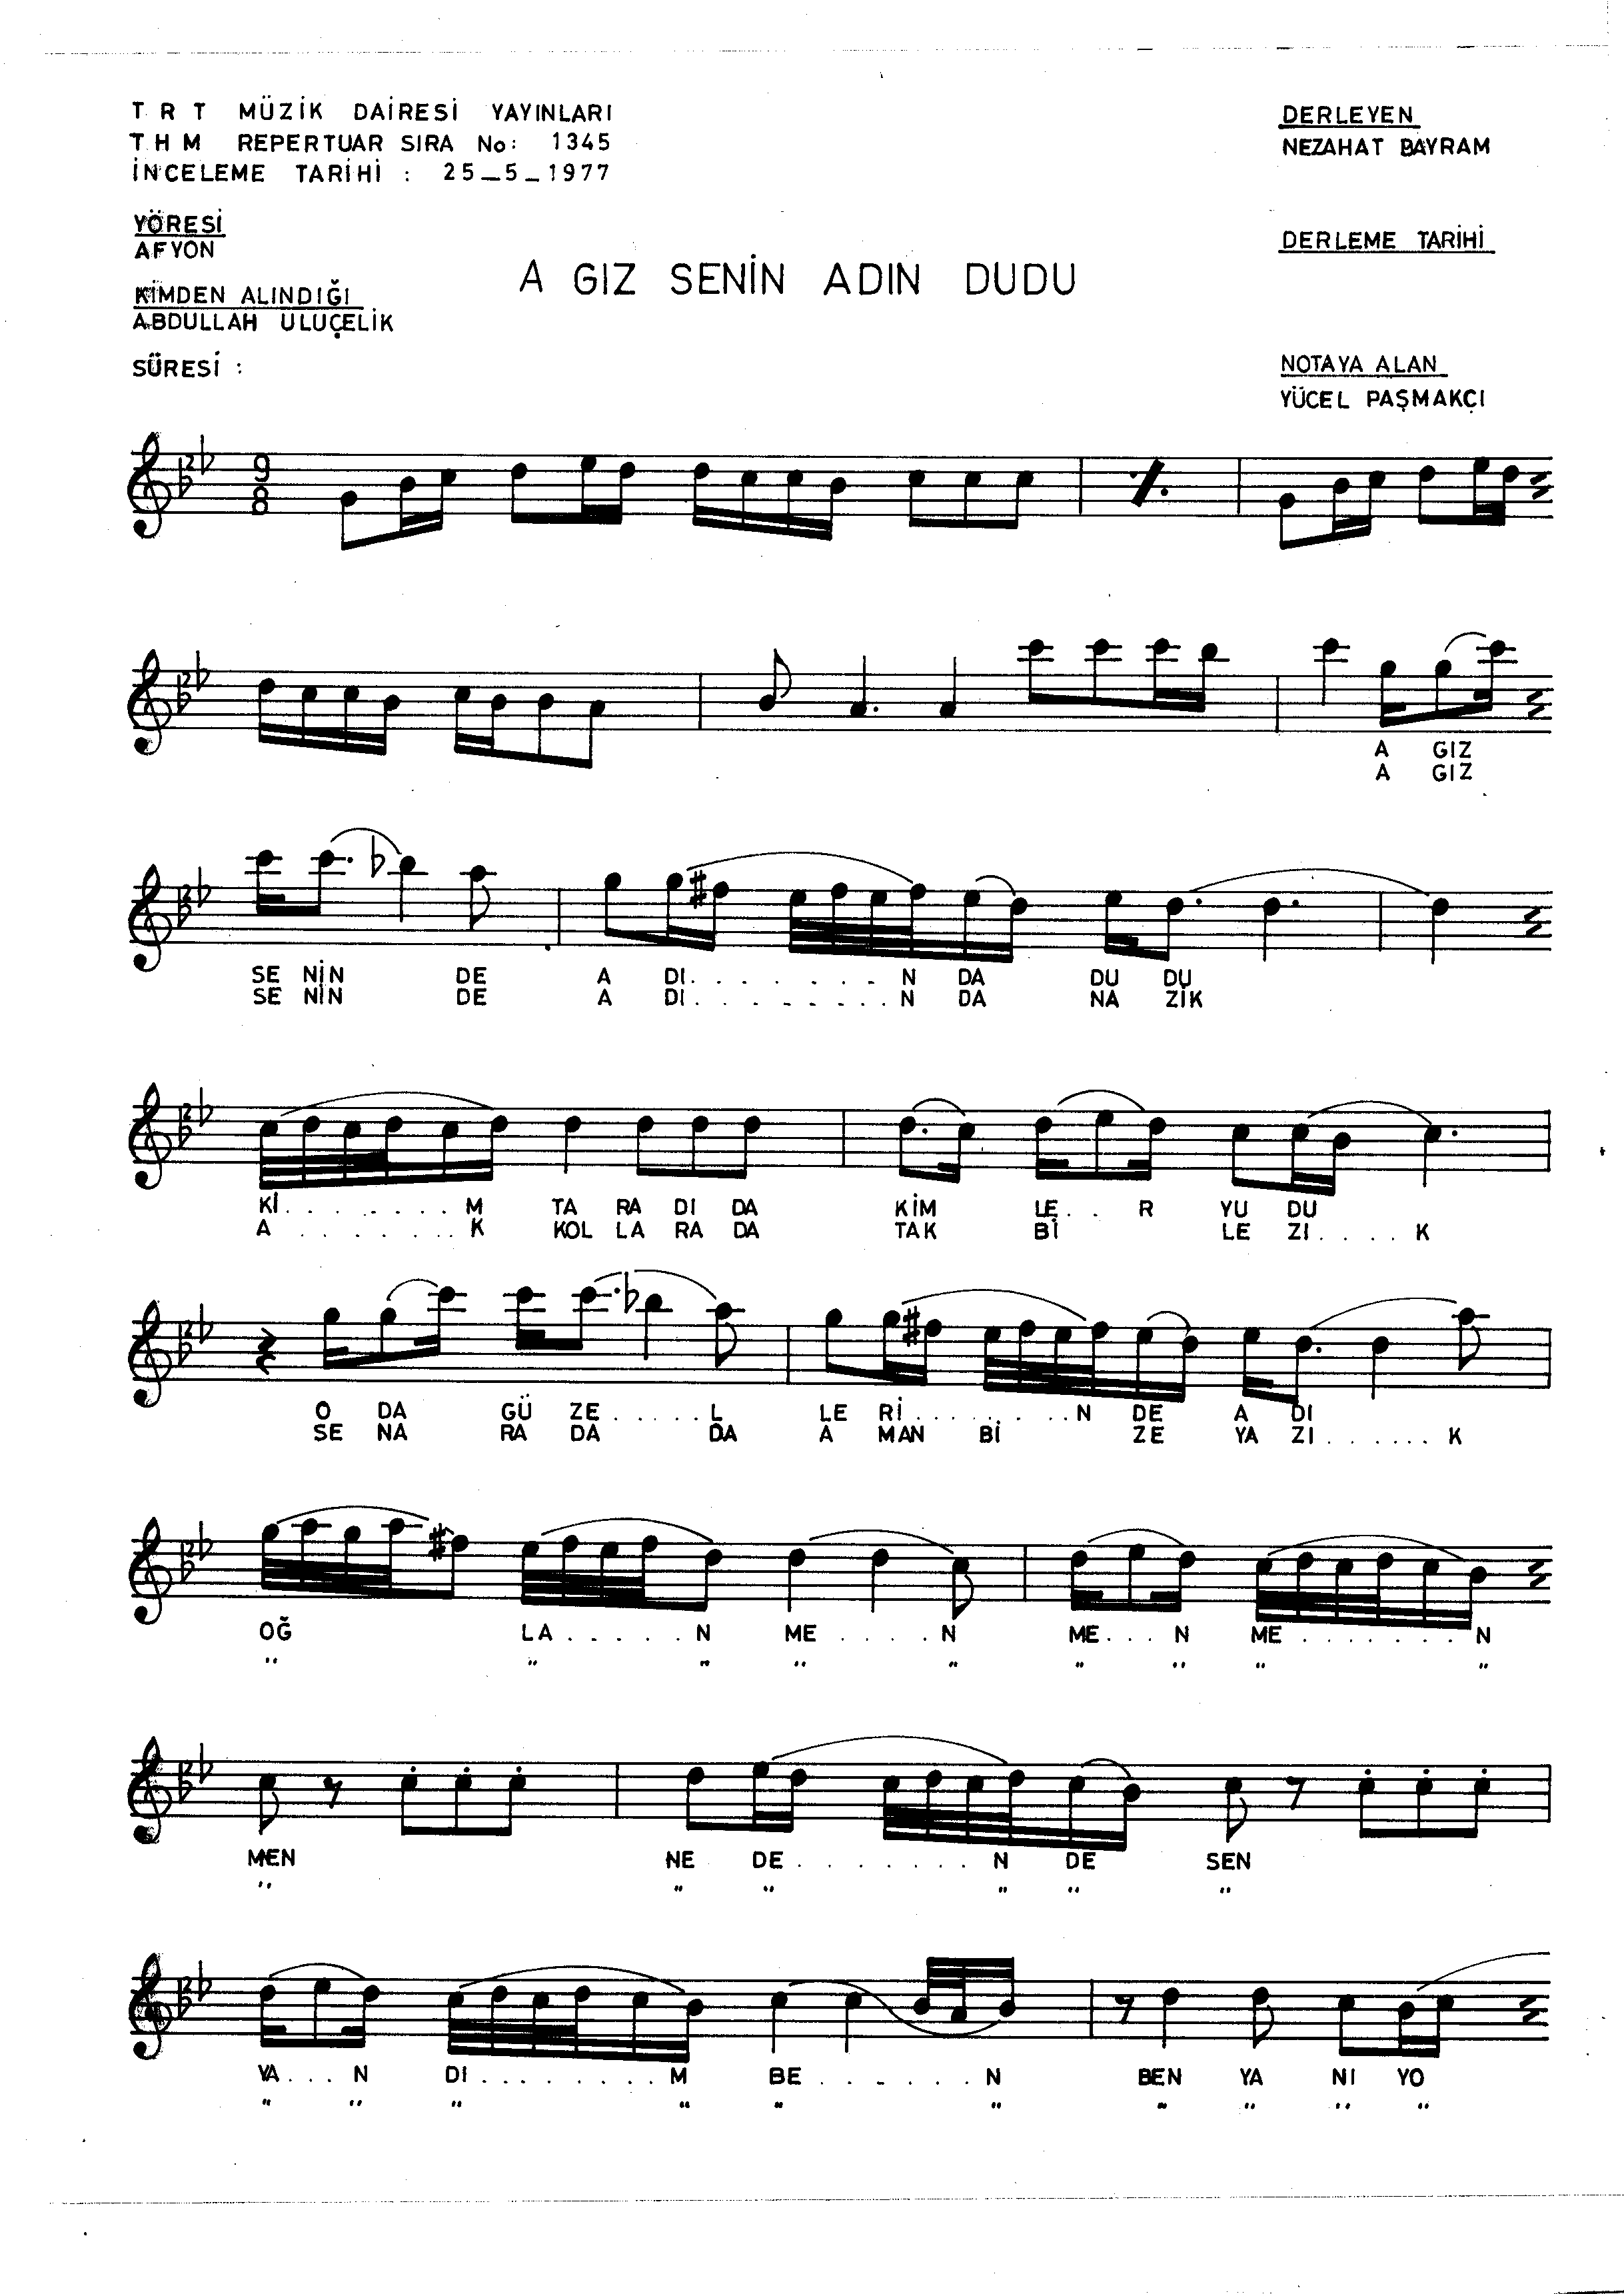 TRT MÜZİK DAİRESİ YAYINLARI
THM REPERTUAR SIRA No: 1345
İNCELEME TARİHİ : 25_5_1977
DERLEYEN
NEZAHAT BAYRAM
YÖRESİ
AFYON
DERLEME TARİHİ
A GIZ SENİN ADIN DUDU
KİMDEN ALINDIĞI
ABDULLAH ULUÇELİK
SÜRESİ :
NOTAYA ALAN
YÜCEL PAŞMAKÇI
9
8
A GIZ
A GIZ
SE NİN DE A DI. . . . . . . N DA DU DU
SE NİN DE A DI. . . . . . . . N DA NA ZİK
Kİ. . . . . . . . M TA RA DI DA KİM LE. . R YU DU
A . . . . . . . K KOL LA RA DA TAK Bİ LE ZI. . . . K
O DA GÜ ZE . . . . . L LE Rİ. . . . . . . . N DE A DI
SE NA RA DA DA A MAN Bİ ZE YA ZI . . . . . . K
OĞ LA. . . . . N ME . . . . N ME. . . N ME . . . . . . . N
" " " " " " " " "
MEN NE DE. . . . . . . N DE SEN
" " " " " "
YA. . . N DI. . . . . . . . M BE . . . . . . N BEN YA NI YO
" " " " " " " " " "